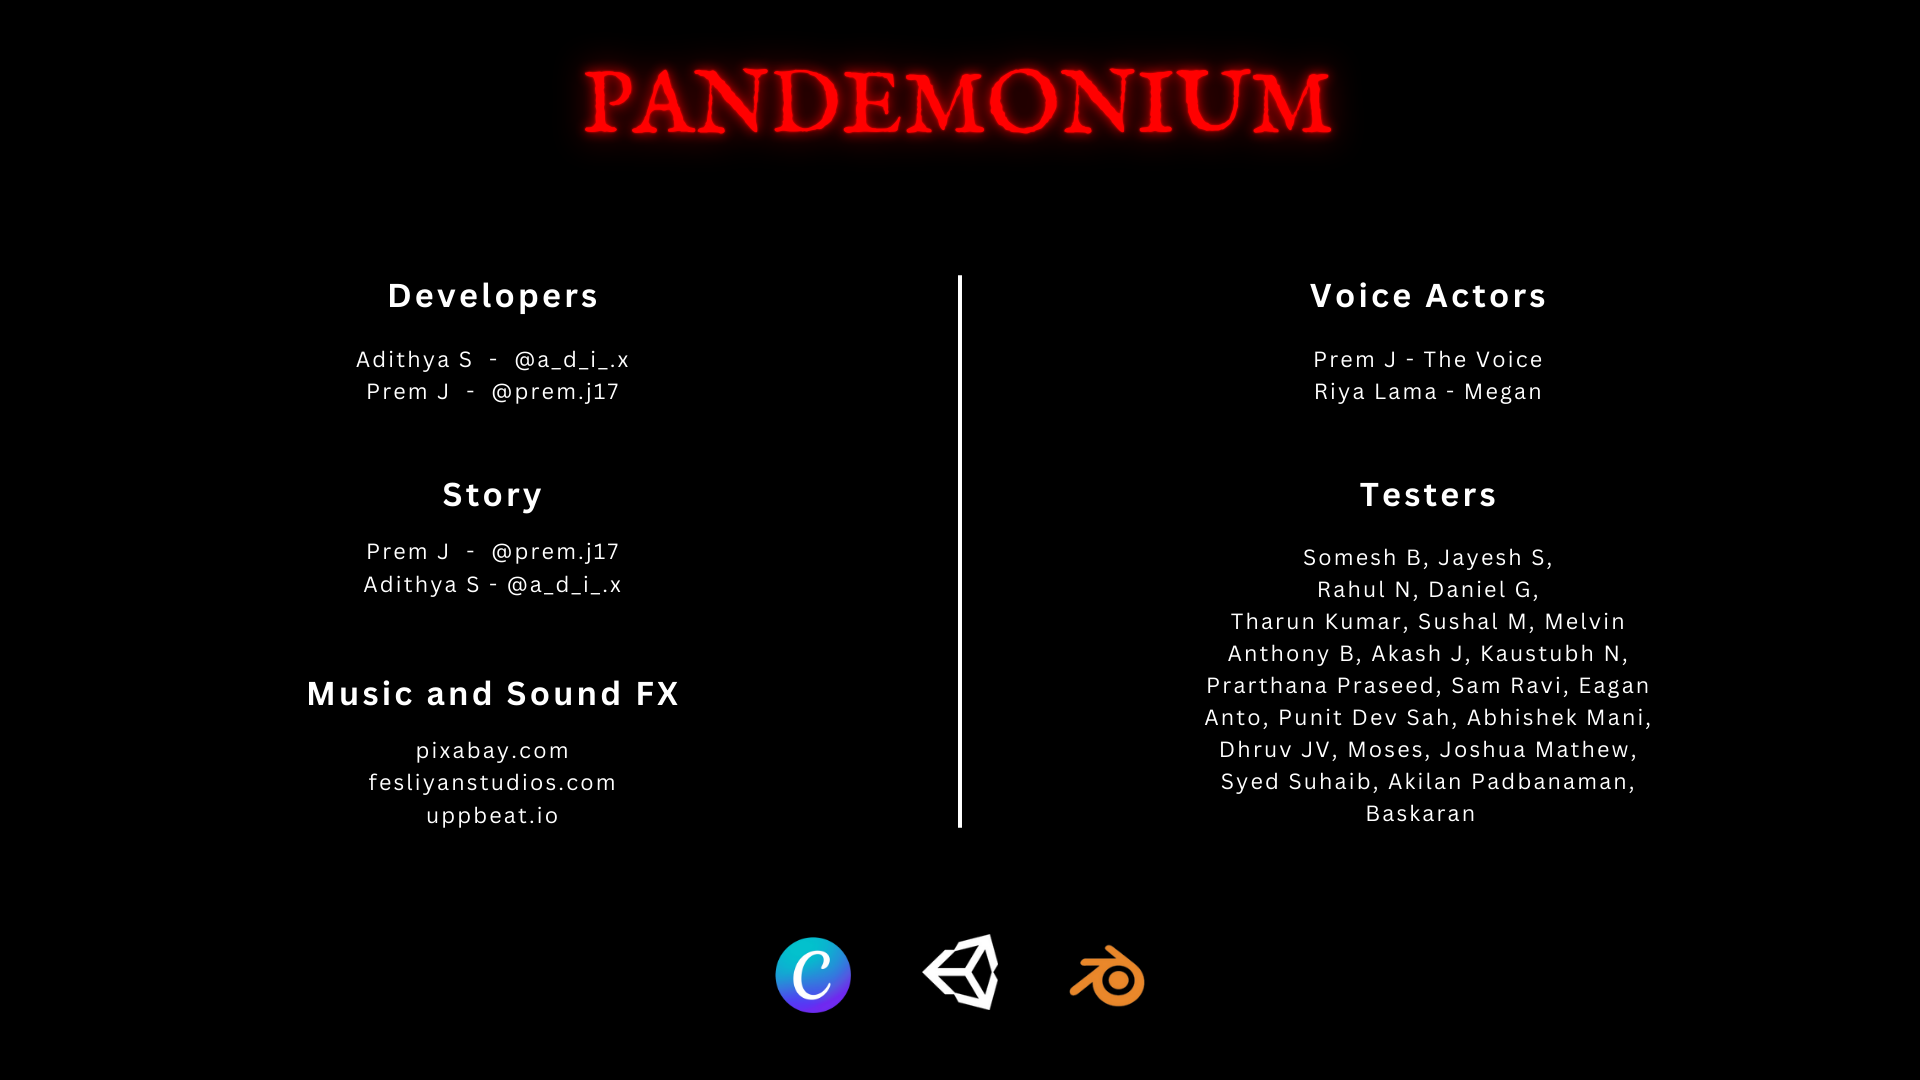 PANDEMONIUM
Developers
Adithya S  -  @a_d_i_.x
Prem J  -  @prem.j17
Story
Prem J  -  @prem.j17
Adithya S - @a_d_i_.x
Music and Sound FX
pixabay.com
fesliyanstudios.com
uppbeat.io
Voice Actors
Prem J - The Voice
Riya Lama - Megan
Testers
Somesh B, Jayesh S,
Rahul N, Daniel G,
Tharun Kumar, Sushal M, Melvin
Anthony B, Akash J, Kaustubh N,
Prarthana Praseed, Sam Ravi, Eagan
Anto, Punit Dev Sah, Abhishek Mani,
Dhruv JV, Moses, Joshua Mathew,
Syed Suhaib, Akilan Padbanaman,
Baskaran
C